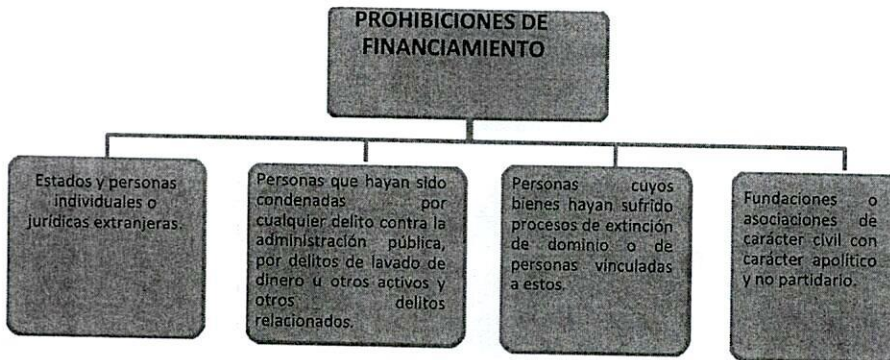 PROHIBICIONES DE
FINANCIAMIENTO
Estados y personas
individuales o
jurídicas extranjeras.
Personas que hayan sido
condenadas por
cualquier delito contra la
administración pública,
por delitos de lavado de
dinero u otros activos y
otros delitos
relacionados.
Personas cuyos
bienes hayan sufrido
procesos de extinción
de dominio o de
personas vinculadas
a estos.
Fundaciones o
asociaciones de
carácter civil con
carácter apolítico
y no partidario.